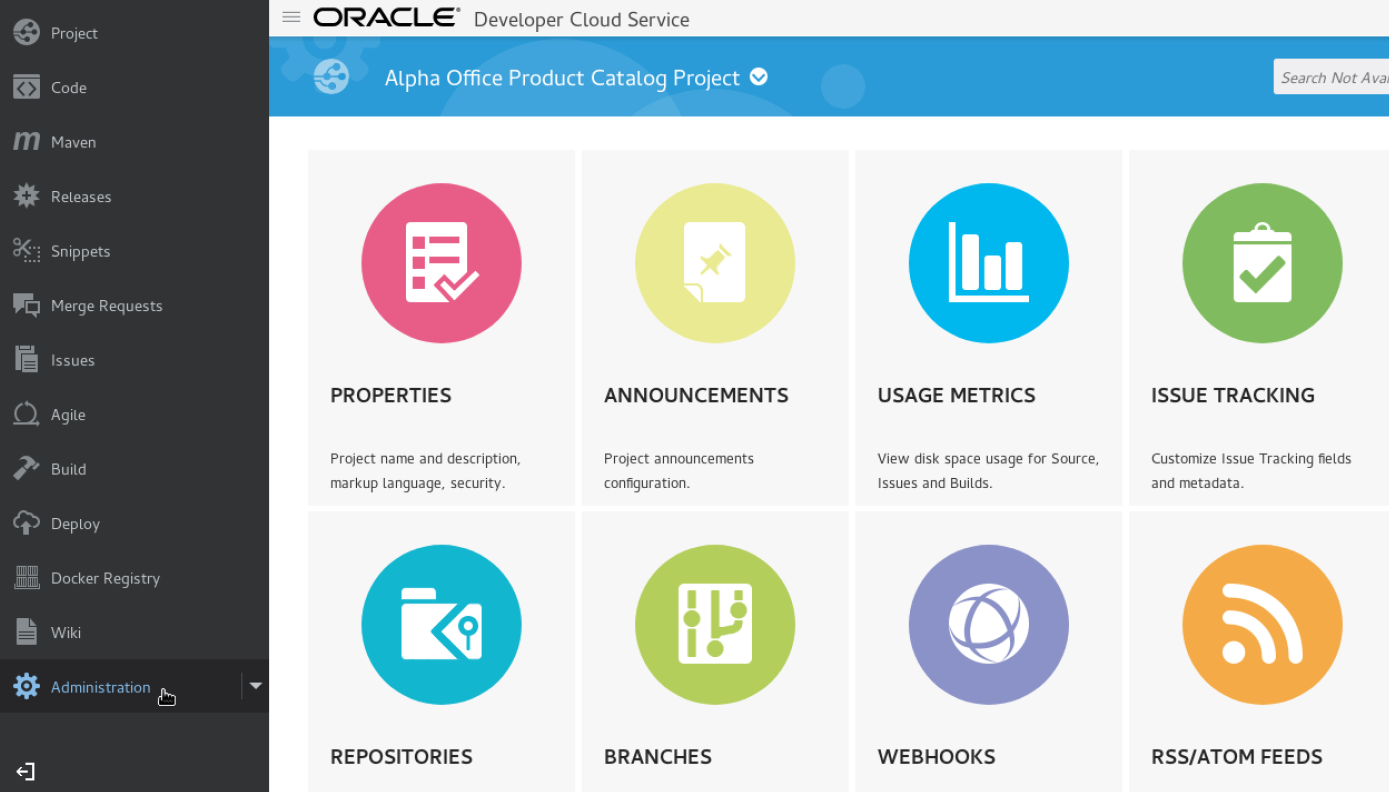 Project
Code
Maven
Releases
Snippets
Merge Requests
Issues
Agile
Build
Deploy
Docker Registry
Wiki
Administration
ORACLE® Developer Cloud Service
Alpha Office Product Catalog Project
Search Not
PROPERTIES
Project name and description,
markup language, security.
ANNOUNCEMENTS
Project announcements
configuration.
USAGE METRICS
View disk space usage for Source,
Issues and Builds.
ISSUE TRACKING
Customize Issue Tracking fields
and metadata.
REPOSITORIES
BRANCHES
WEBHOOKS
RSS/ATOM FEEDS